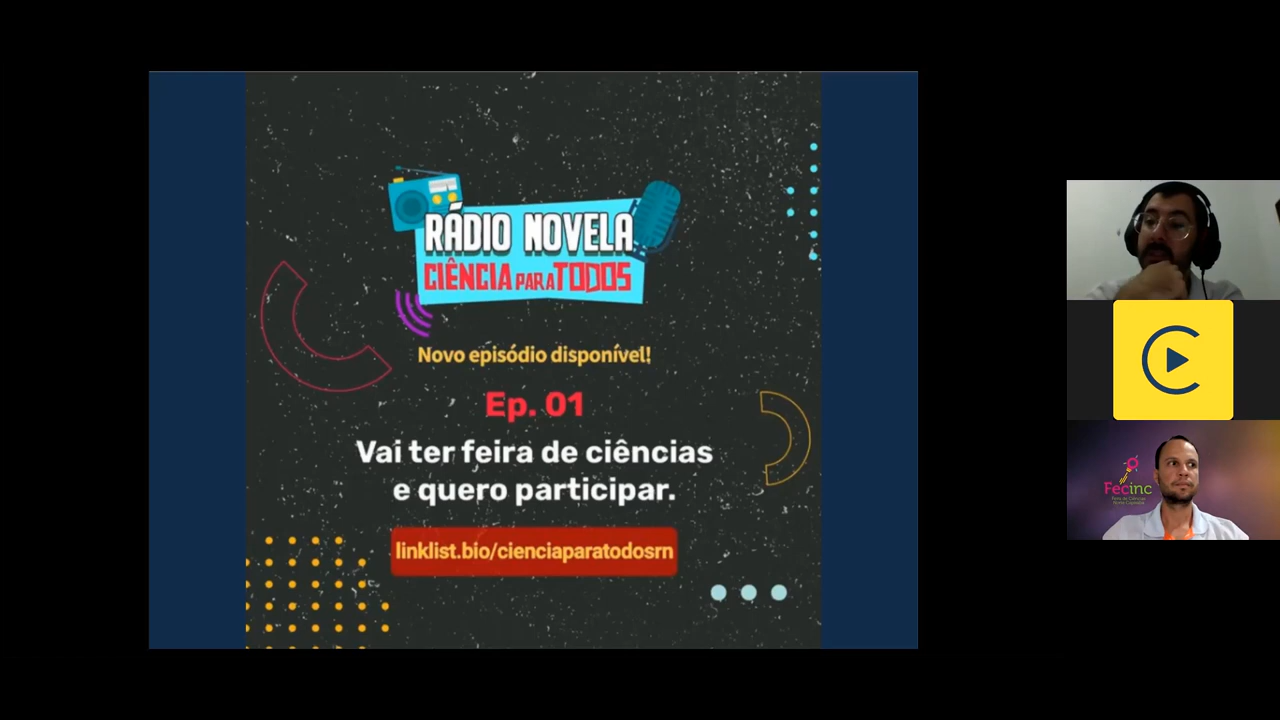 RÁDIO NOVELA
CIÊNCIA PARA TODOS
Novo episódio disponível!
Ep. 01
Vai ter feira de ciências
e quero participar.
linklist.bio/cienciaparatodosrn
Fecinc